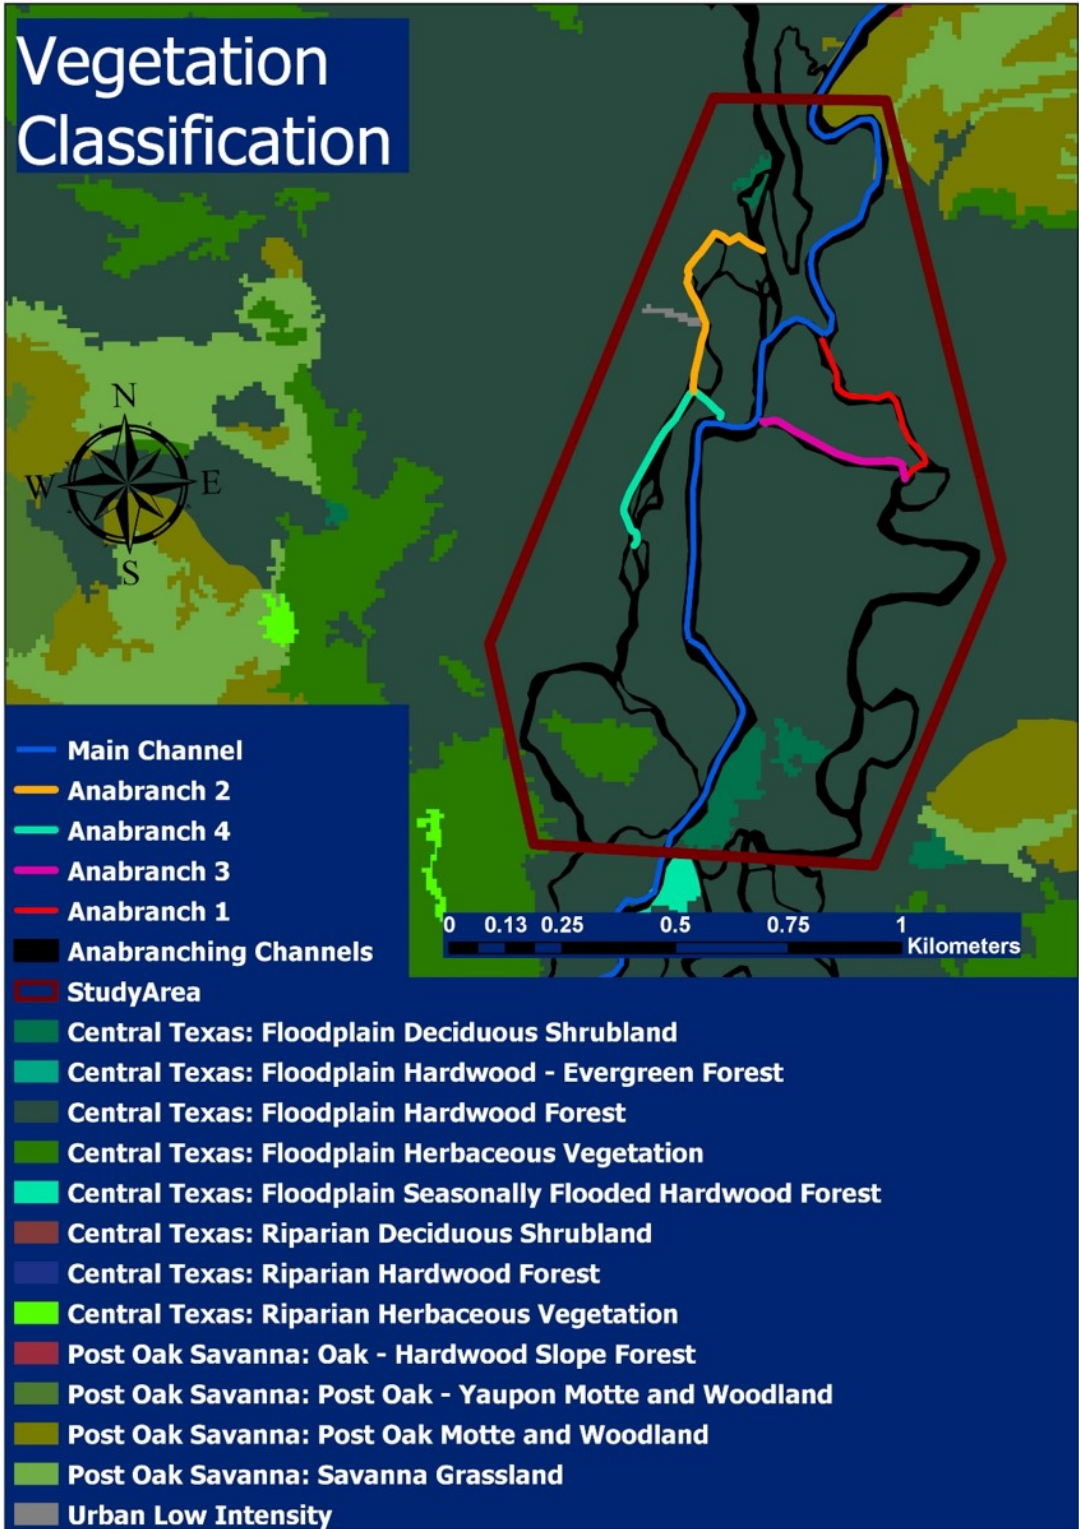 Vegetation
Classification
N
W
E
S
Main Channel
Anabranch 2
Anabranch 4
Anabranch 3
Anabranch 1
Anabranching Channels
StudyArea
Central Texas: Floodplain Deciduous Shrubland
Central Texas: Floodplain Hardwood - Evergreen Forest
Central Texas: Floodplain Hardwood Forest
Central Texas: Floodplain Herbaceous Vegetation
Central Texas: Floodplain Seasonally Flooded Hardwood Forest
Central Texas: Riparian Deciduous Shrubland
Central Texas: Riparian Hardwood Forest
Central Texas: Riparian Herbaceous Vegetation
Post Oak Savanna: Oak - Hardwood Slope Forest
Post Oak Savanna: Post Oak - Yaupon Motte and Woodland
Post Oak Savanna: Post Oak Motte and Woodland
Post Oak Savanna: Savanna Grassland
Urban Low Intensity
0 0.13 0.25 0.5 0.75 1
Kilometers